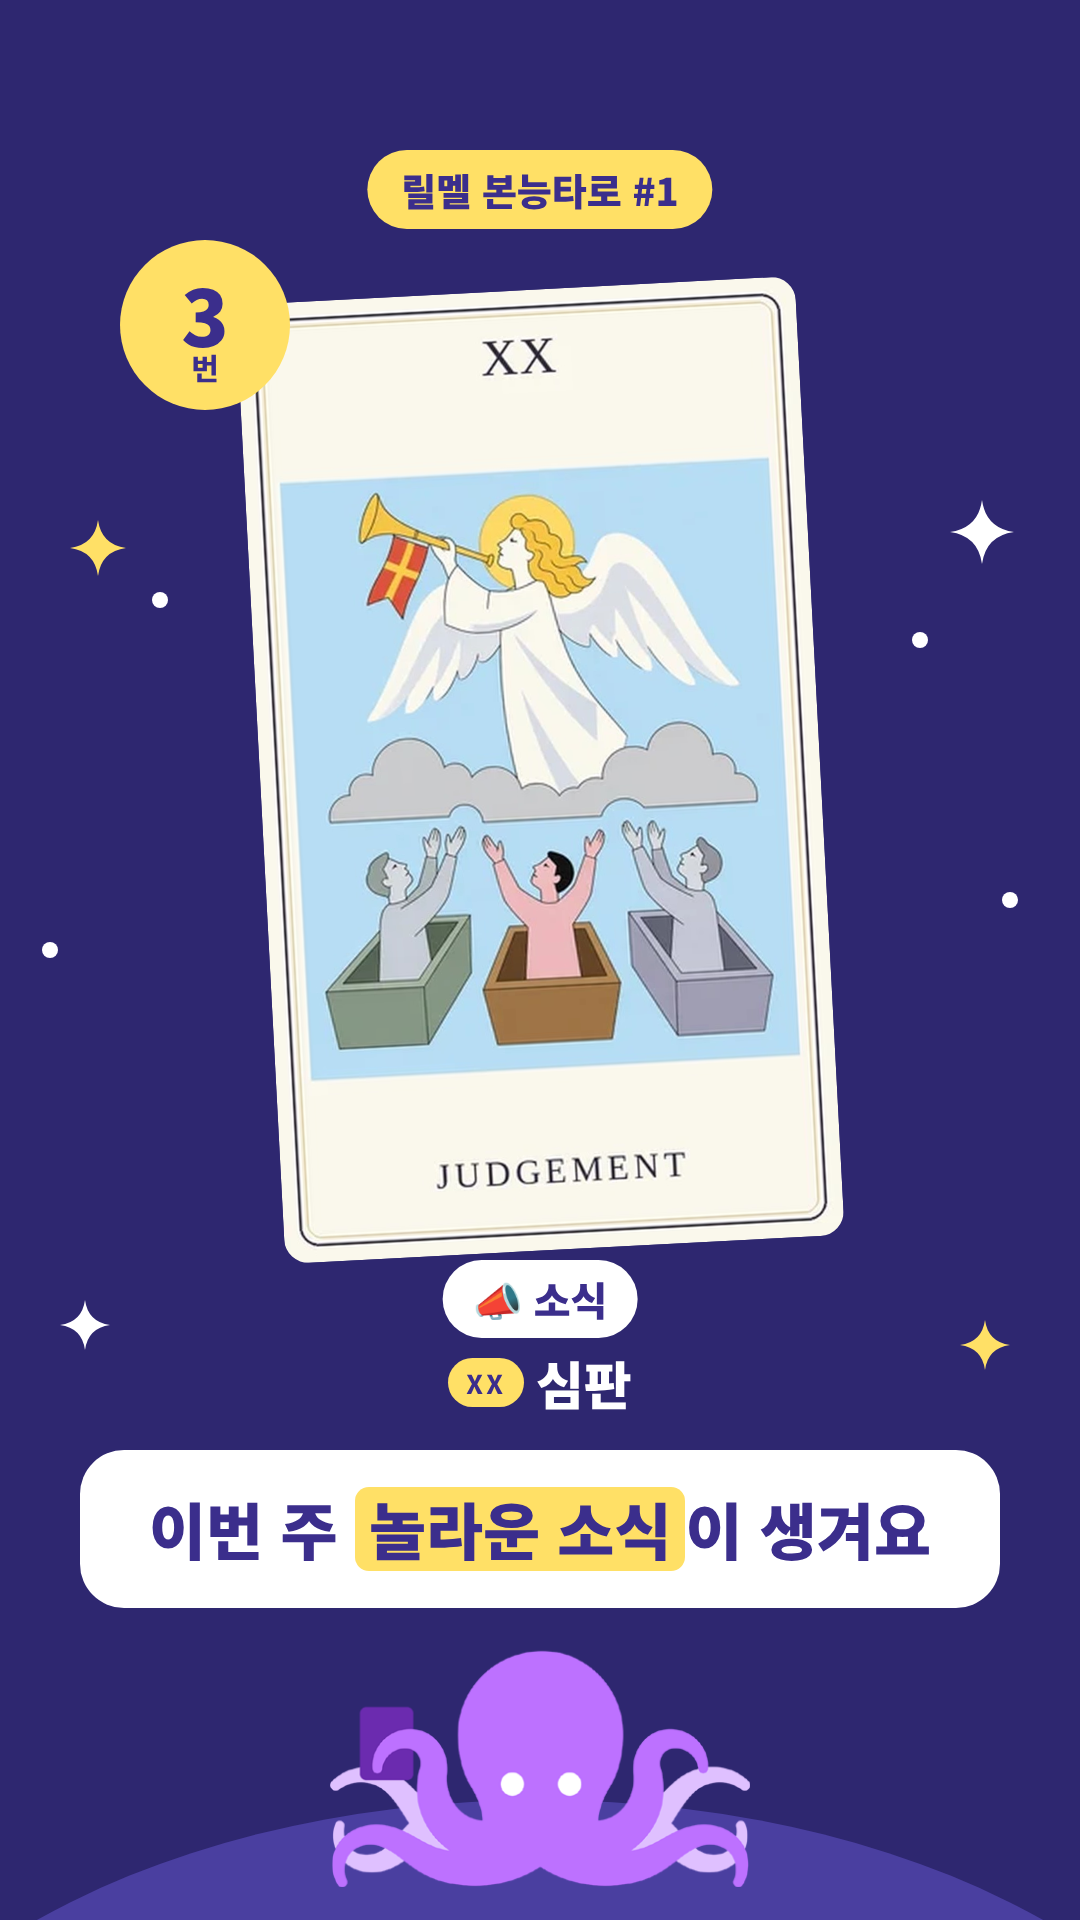 릴멜 본능타로 #1
3
번
XX
JUDGEMENT
📣 소식
XX 심판
이번 주 놀라운 소식이 생겨요